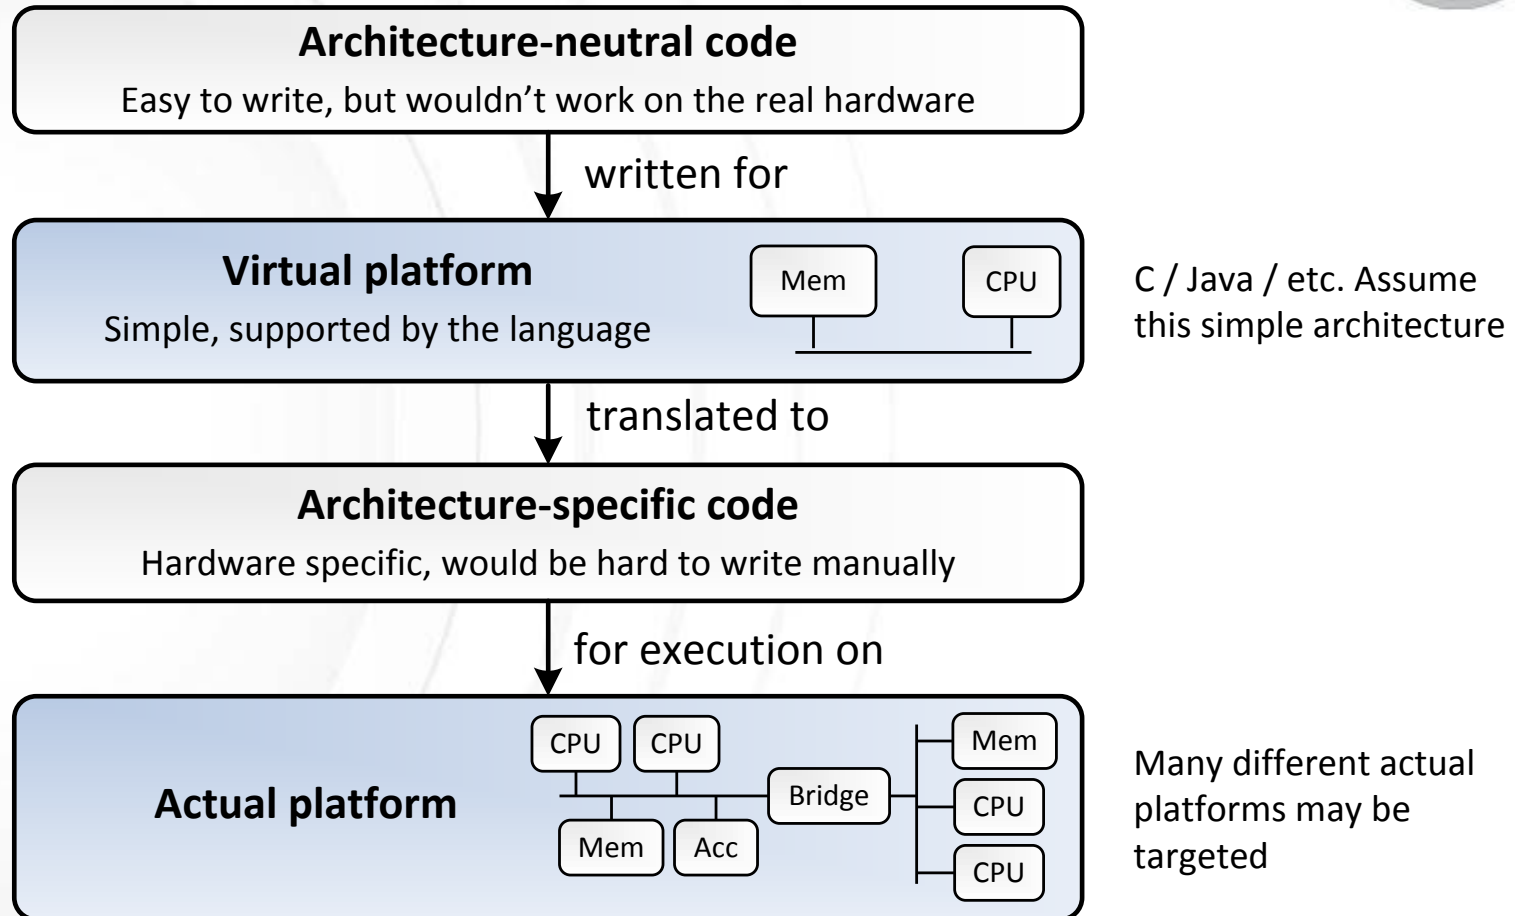 Architecture-neutral code
Easy to write, but wouldn’t work on the real hardware
written for
Virtual platform
Simple, supported by the language
Mem
CPU
C / Java / etc. Assume
this simple architecture
translated to
Architecture-specific code
Hardware specific, would be hard to write manually
for execution on
Actual platform
CPU
CPU
Mem
Acc
Bridge
Mem
CPU
CPU
Many different actual
platforms may be
targeted